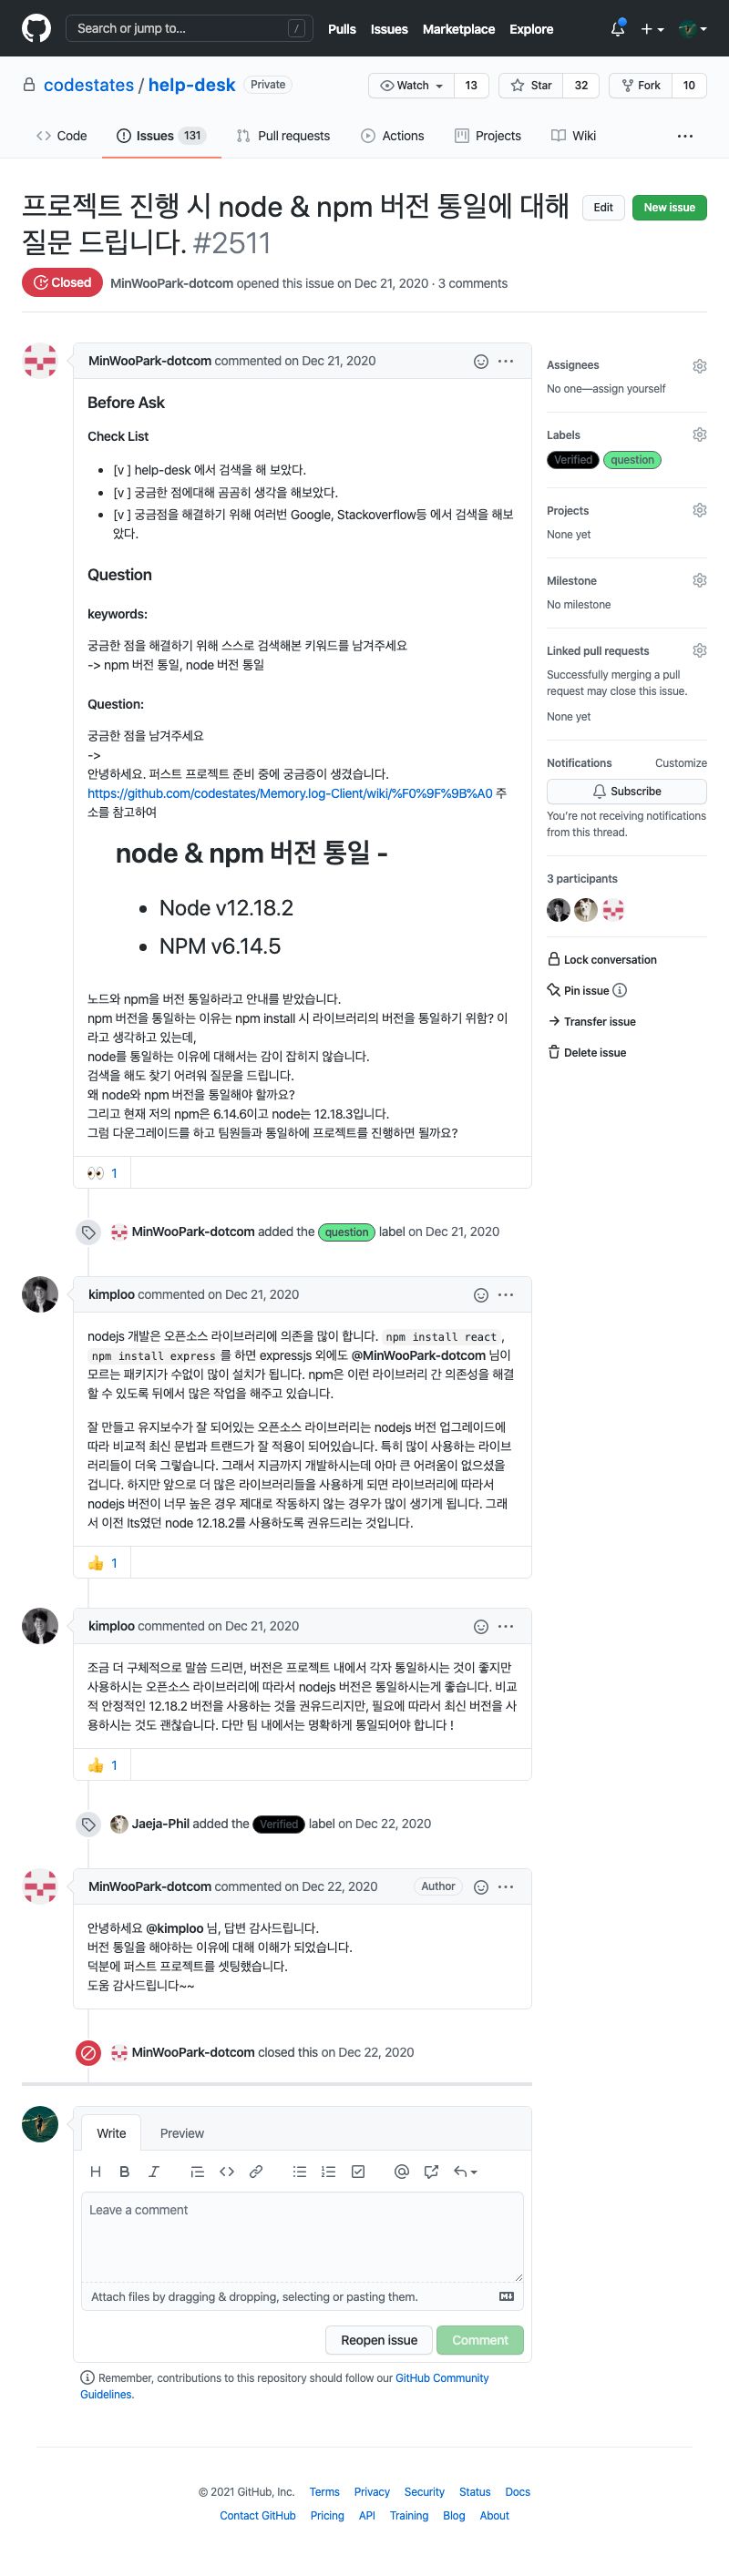 Search or jump to... /
Pulls Issues Marketplace Explore
codestates / help-desk Private
Watch 13 Star 32 Fork 10
Code Issues 131 Pull requests Actions Projects Wiki ...
프로젝트 진행 시 node & npm 버전 통일에 대해
질문 드립니다. #2511
Edit New issue
Closed MinWooPark-dotcom opened this issue on Dec 21, 2020 · 3 comments
MinWooPark-dotcom commented on Dec 21, 2020
Before Ask
Check List
• [v ] help-desk 에서 검색을 해 보았다.
• [v ] 궁금한 점에대해 곰곰히 생각을 해보았다.
• [v ] 궁금점을 해결하기 위해 여러번 Google, Stackoverflow등 에서 검색을 해보
았다.
Question
keywords:
궁금한 점을 해결하기 위해 스스로 검색해본 키워드를 남겨주세요
-> npm 버전 통일, node 버전 통일
Question:
궁금한 점을 남겨주세요
->
안녕하세요. 퍼스트 프로젝트 준비 중에 궁금증이 생겼습니다.
https://github.com/codestates/Memory.log-Client/wiki/%F0%9F%9B%A0 주
소를 참고하여
node & npm 버전 통일 -
• Node v12.18.2
• NPM v6.14.5
노드와 npm을 버전 통일하라고 안내를 받았습니다.
npm 버전을 통일하는 이유는 npm install 시 라이브러리의 버전을 통일하기 위함? 이
라고 생각하고 있는데,
node를 통일하는 이유에 대해서는 감이 잡히지 않습니다.
검색을 해도 찾기 어려워 질문을 드립니다.
왜 node와 npm 버전을 통일해야 할까요?
그리고 현재 저의 npm은 6.14.6이고 node는 12.18.3입니다.
그럼 다운그레이드를 하고 팀원들과 통일하에 프로젝트를 진행하면 될까요?
👀 1
MinWooPark-dotcom added the question label on Dec 21, 2020
kimploo commented on Dec 21, 2020
nodejs 개발은 오픈소스 라이브러리에 의존을 많이 합니다. npm install react ,
npm install express 를 하면 expressjs 외에도 @MinWooPark-dotcom 님이
모르는 패키지가 수없이 많이 설치가 됩니다. npm은 이런 라이브러리 간 의존성을 해결
할 수 있도록 뒤에서 많은 작업을 해주고 있습니다.
잘 만들고 유지보수가 잘 되어있는 오픈소스 라이브러리는 nodejs 버전 업그레이드에
따라 비교적 최신 문법과 트랜드가 잘 적용이 되어있습니다. 특히 많이 사용하는 라이브
러리들이 더욱 그렇습니다. 그래서 지금까지 개발하시는데 아마 큰 어려움이 없으셨을
겁니다. 하지만 앞으로 더 많은 라이브러리들을 사용하게 되면 라이브러리에 따라서
nodejs 버전이 너무 높은 경우 제대로 작동하지 않는 경우가 많이 생기게 됩니다. 그래
서 이전 lts였던 node 12.18.2를 사용하도록 권유드리는 것입니다.
👍 1
kimploo commented on Dec 21, 2020
조금 더 구체적으로 말씀 드리면, 버전은 프로젝트 내에서 각자 통일하시는 것이 좋지만
사용하시는 오픈소스 라이브러리에 따라서 nodejs 버전은 통일하시는게 좋습니다. 비교
적 안정적인 12.18.2 버전을 사용하는 것을 권유드리지만, 필요에 따라서 최신 버전을 사
용하시는 것도 괜찮습니다. 다만 팀 내에서는 명확하게 통일되어야 합니다 !
👍 1
Jaeja-Phil added the Verified label on Dec 22, 2020
MinWooPark-dotcom commented on Dec 22, 2020 Author
안녕하세요 @kimploo 님, 답변 감사드립니다.
버전 통일을 해야하는 이유에 대해 이해가 되었습니다.
덕분에 퍼스트 프로젝트를 셋팅했습니다.
도움 감사드립니다~~
MinWooPark-dotcom closed this on Dec 22, 2020
Write Preview
Leave a comment
Attach files by dragging & dropping, selecting or pasting them.
Reopen issue Comment
Remember, contributions to this repository should follow our GitHub Community
Guidelines.
Assignees
No one—assign yourself
Labels
Verified question
Projects
None yet
Milestone
No milestone
Linked pull requests
Successfully merging a pull
request may close this issue.
None yet
Notifications Customize
Subscribe
You're not receiving notifications
from this thread.
3 participants
Lock conversation
Pin issue
Transfer issue
Delete issue
© 2021 GitHub, Inc. Terms Privacy Security Status Docs
Contact GitHub Pricing API Training Blog About